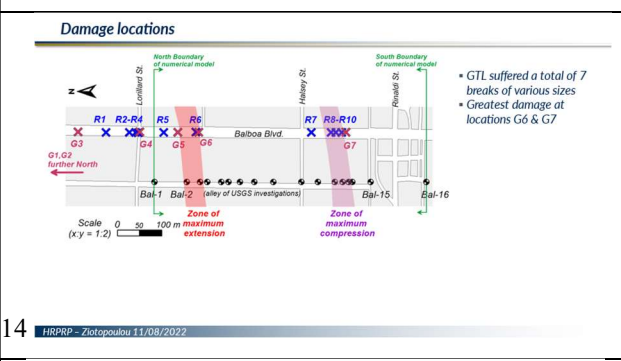 Damage locations
North Boundary
of numerical model
South Boundary
of numerical model
Lorillard St.
Halsey St.
Rinaldi St.
N
▪ GTL suffered a total of 7
breaks of various sizes
▪ Greatest damage at
locations G6 & G7
R1 R2-R4 R5 R6 R7 R8-R10
G3 G4 G5 G6 Balboa Blvd. G7
G1,G2
further North
Bal-1 Bal-2 (alley of USGS investigations) Bal-15 Bal-16
Scale 0 50 100 m
(x:y = 1:2)
Zone of
maximum
extension
Zone of
maximum
compression
14
HRPRP – Ziotopoulou 11/08/2022